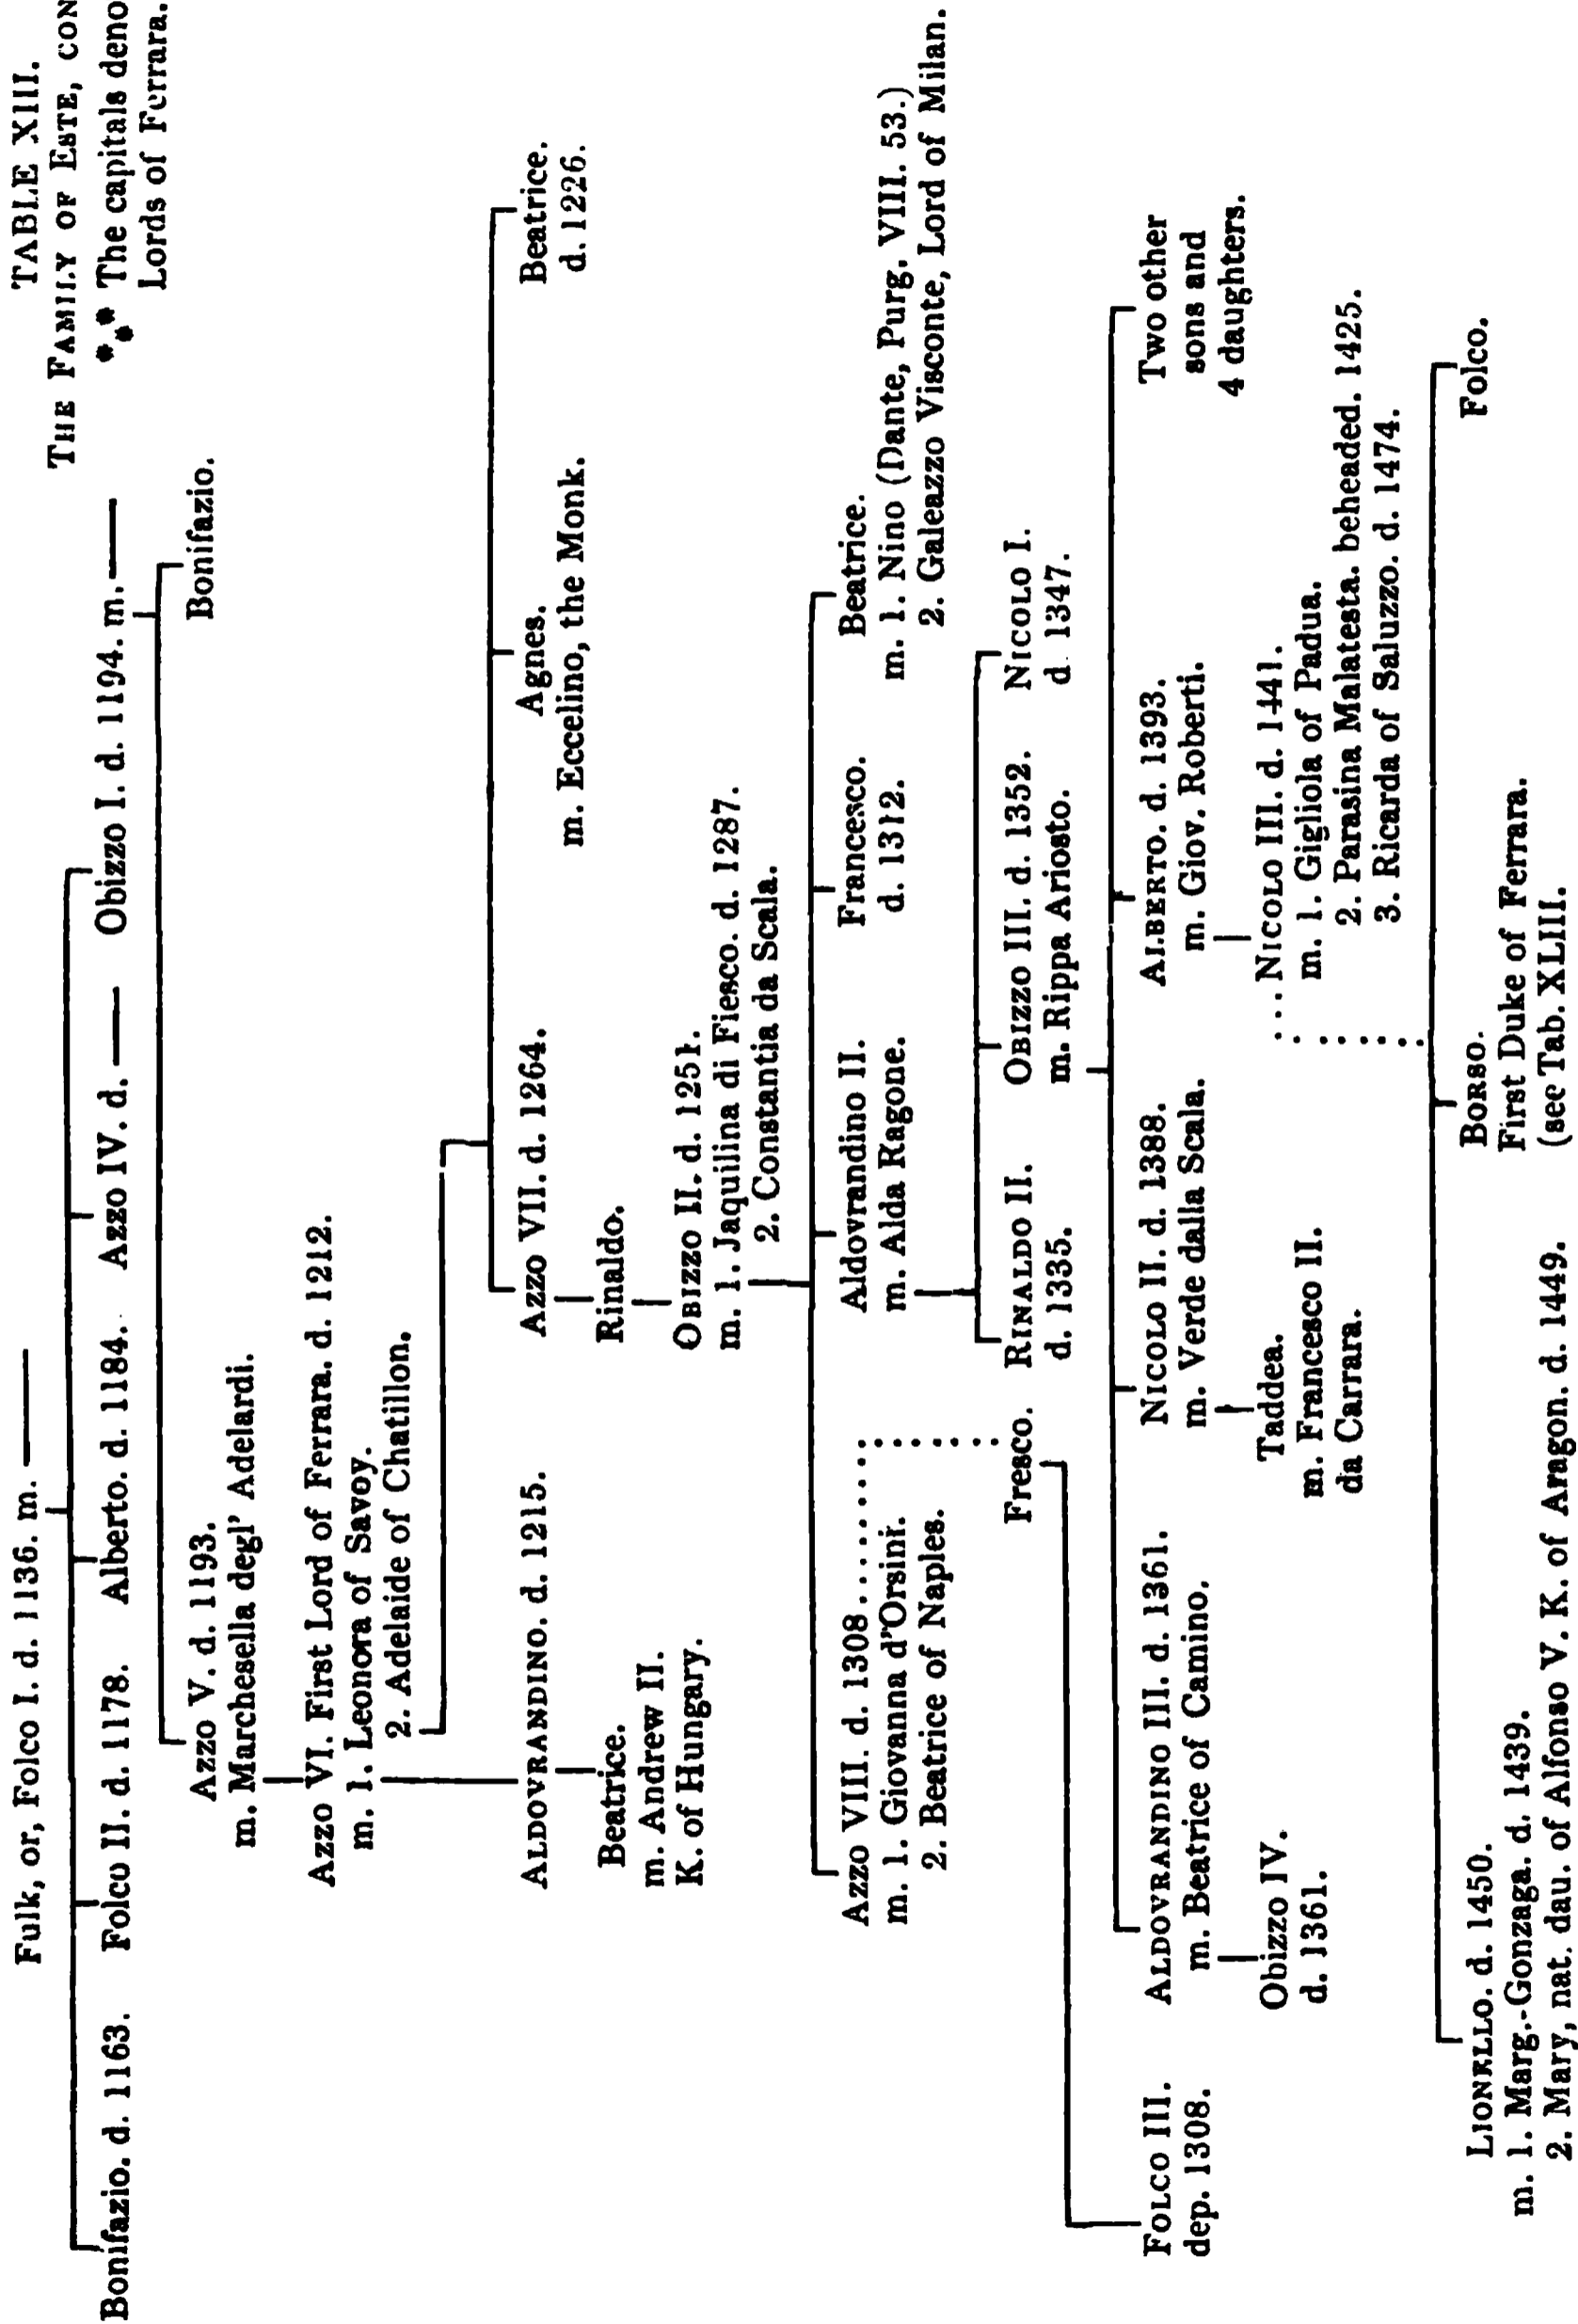 TABLE XIII.
THE FAMILY OF ESTE, CON
*** The capitals deno
Lords of Ferrara.
Fulk, or, Folco I. d. 1136. m. ——
Bonifazio. d. 1163. Folco II. d. 1178. Alberto. d. 1184. Azzo IV. d. —— Obizzo I. d. 1194. m. ——
Azzo V. d. 1193. Bonifazio.
m. Marchesella degl' Adelardi.
Azzo VI. First Lord of Ferrara. d. 1212.
m. 1. Leonora of Savoy.
2. Adelaide of Chatillon.
ALDOVRANDINO. d. 1215. Azzo VII. d. 1264. Agnes. Beatrice.
m. Eccelino, the Monk. d. 1226.
Beatrice. Rinaldo.
m. Andrew II.
K. of Hungary.
OBIZZO II. d. 1251.
m. 1. Jaquilina di Fiesco. d. 1287.
2. Constantia da Scala.
Azzo VIII. d. 1308......... Aldovrandino II. Francesco. Beatrice.
m. 1. Giovanna d'Orsini. m. Alda Ragone. d. 1312. m. 1. Nino (Dante, Purg. VIII. 53.)
2. Beatrice of Naples. 2. Galeazzo Visconte, Lord of Milan.
Fresco. RINALDO II. OBIZZO III. d. 1352. NICOLO I.
d. 1335. m. Rippa Ariosto. d. 1347.
FOLCO III. ALDOVRANDINO III. d. 1361. NICOLO II. d. 1388. ALBERTO. d. 1393. Two other
dep. 1308. m. Beatrice of Camino. m. Verde dalla Scala. m. Giov. Roberti. sons and
4 daughters.
Obizzo IV. Taddea. ...NICOLO III. d. 1441.
d. 1361. m. Francesco II. m. 1. Gigliola of Padua.
da Carrara. 2. Parasina Malatesta. beheaded. 1425.
3. Ricarda of Saluzzo. d. 1474.
LIONELLO. d. 1450. BORSO. Folco.
m. 1. Marg.-Gonzaga. d. 1439. First Duke of Ferrara.
2. Mary, nat. dau. of Alfonso V. K. of Aragon. d. 1449. (see Tab. XLIII.